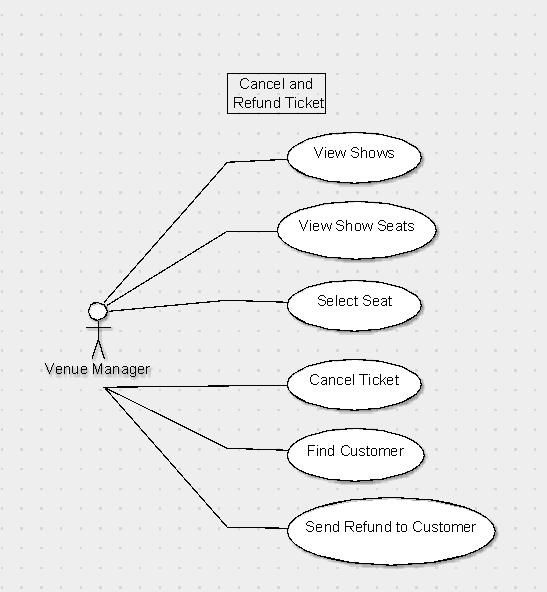 Cancel and
Refund Ticket
View Shows
View Show Seats
Select Seat
Venue Manager
Cancel Ticket
Find Customer
Send Refund to Customer